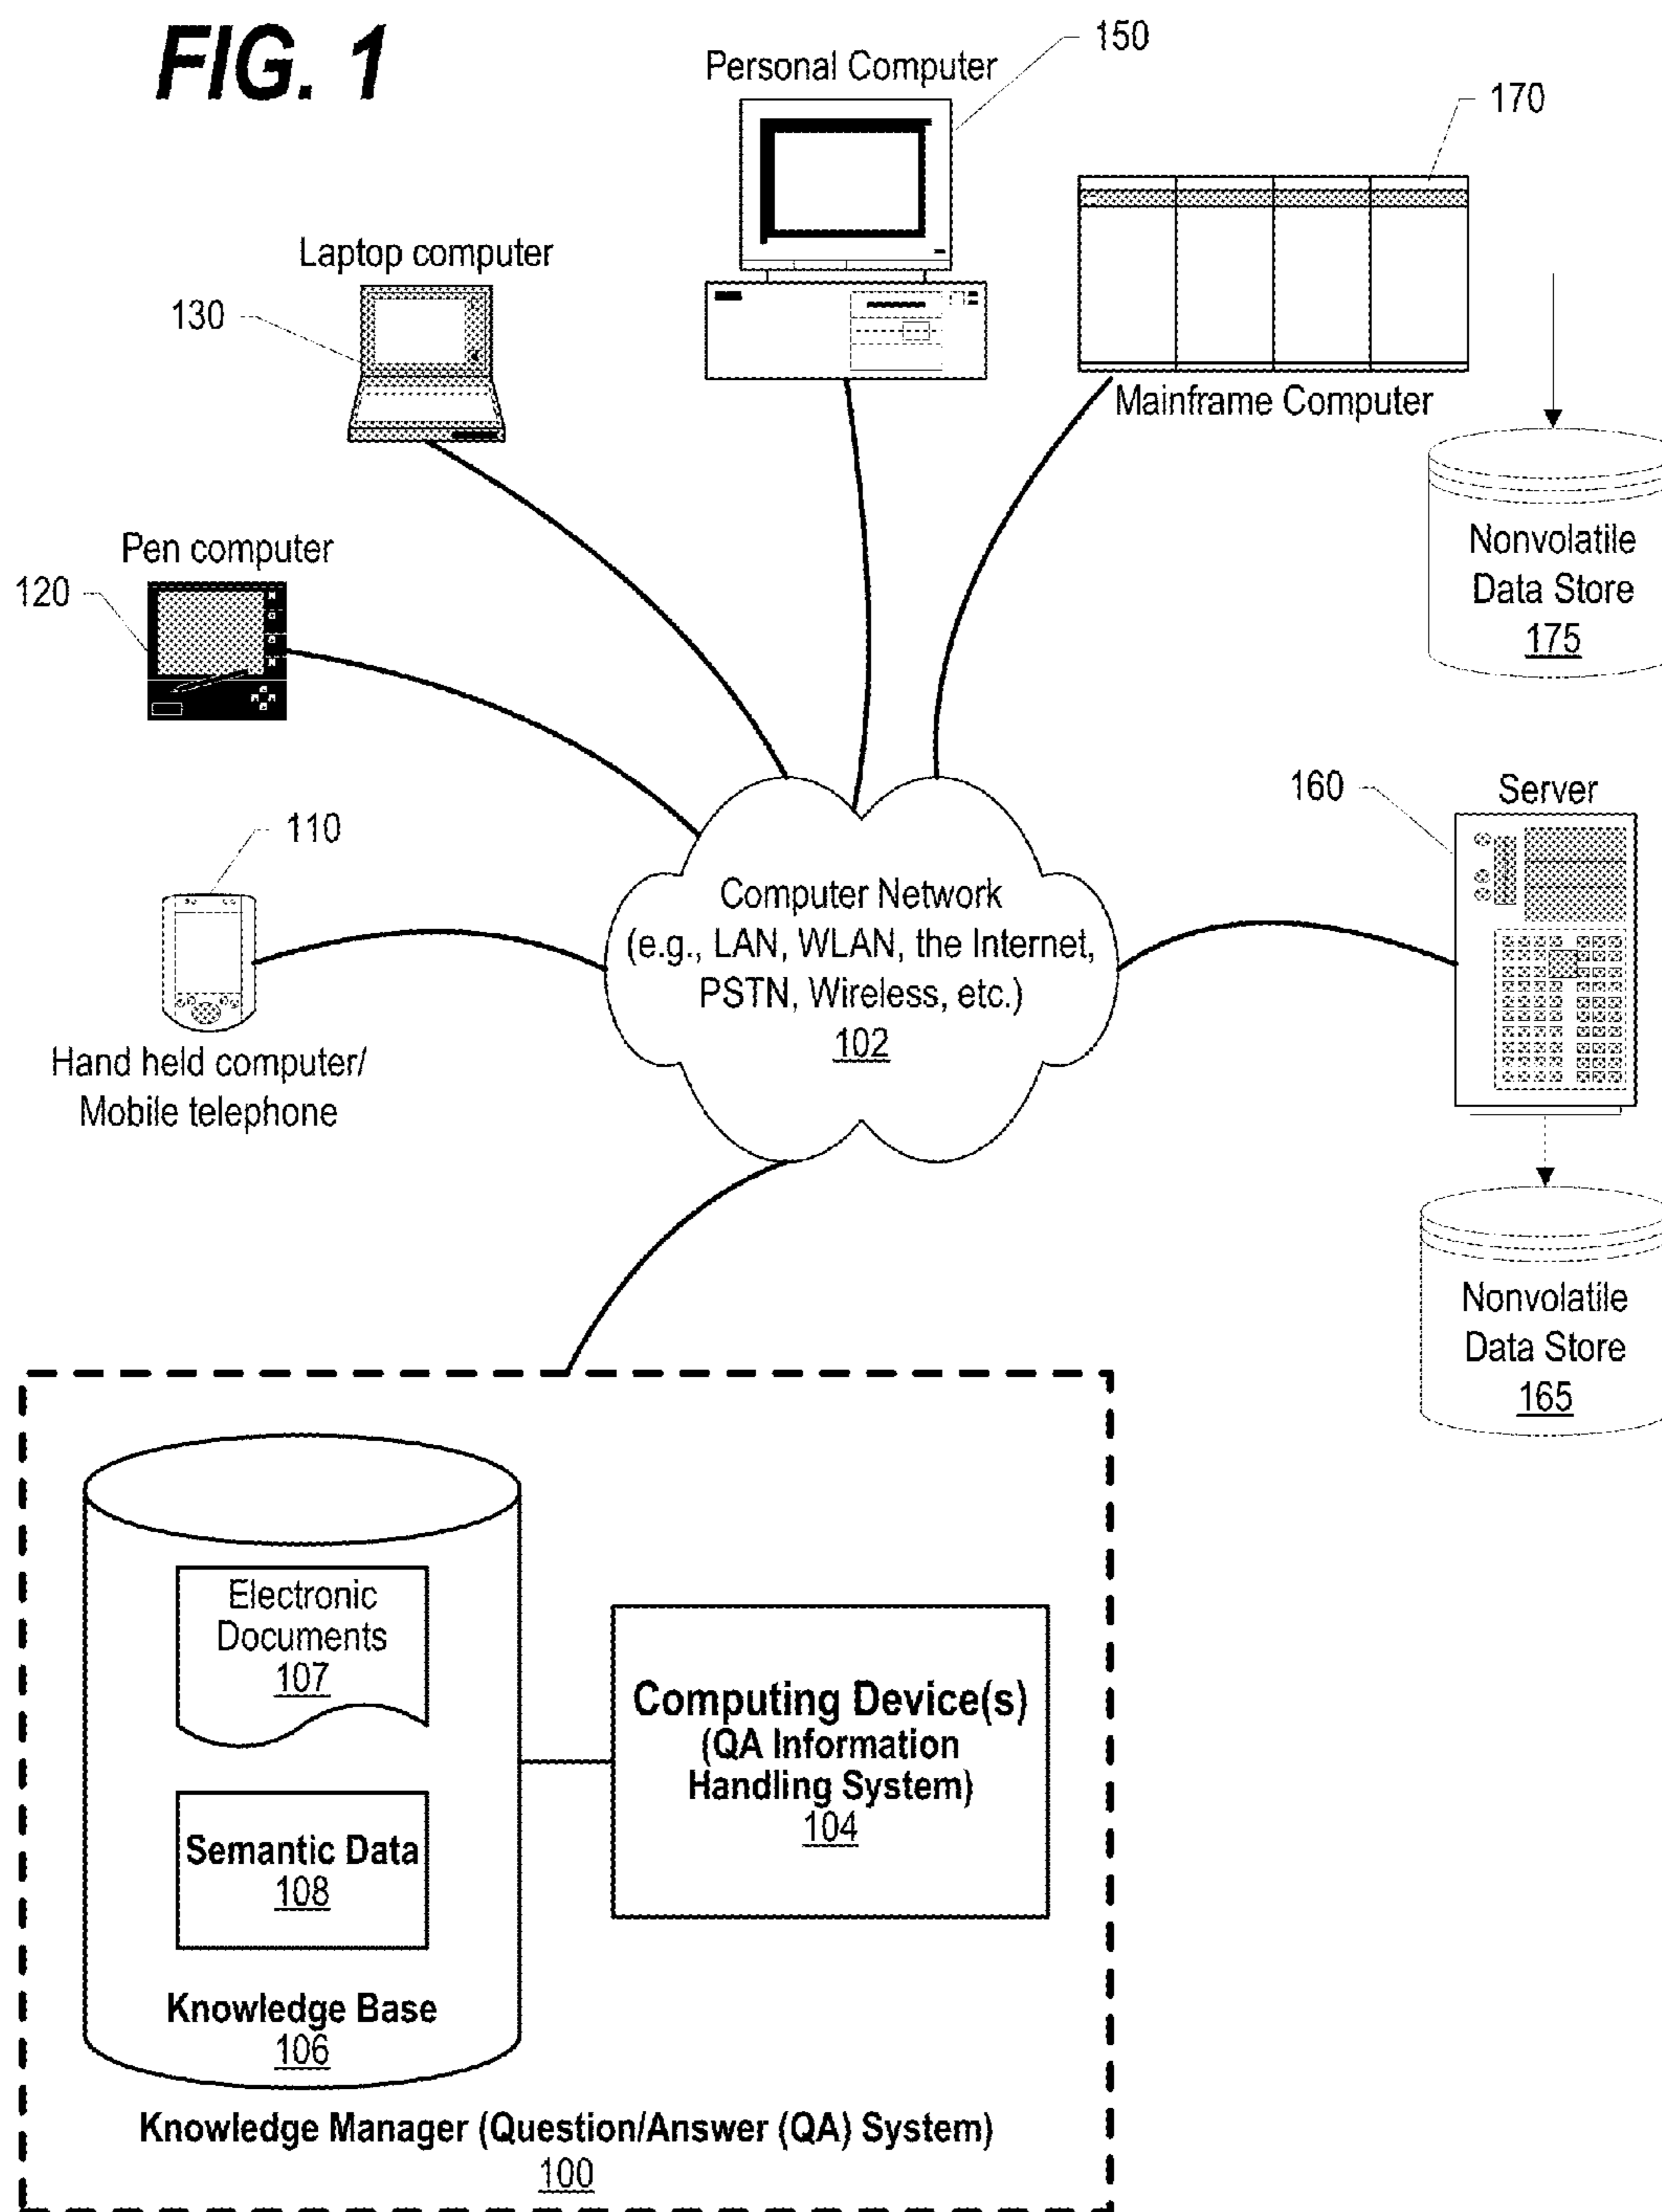 FIG. 1
Personal Computer
150
170
Laptop computer
130
Mainframe Computer
Nonvolatile
Data Store
175
Pen computer
120
160
Server
110
Computer Network
(e.g., LAN, WLAN, the Internet,
PSTN, Wireless, etc.)
102
Hand held computer/
Mobile telephone
Nonvolatile
Data Store
165
Electronic
Documents
107
Computing Device(s)
(QA Information
Handling System)
104
Semantic Data
108
Knowledge Base
106
Knowledge Manager (Question/Answer (QA) System)
100